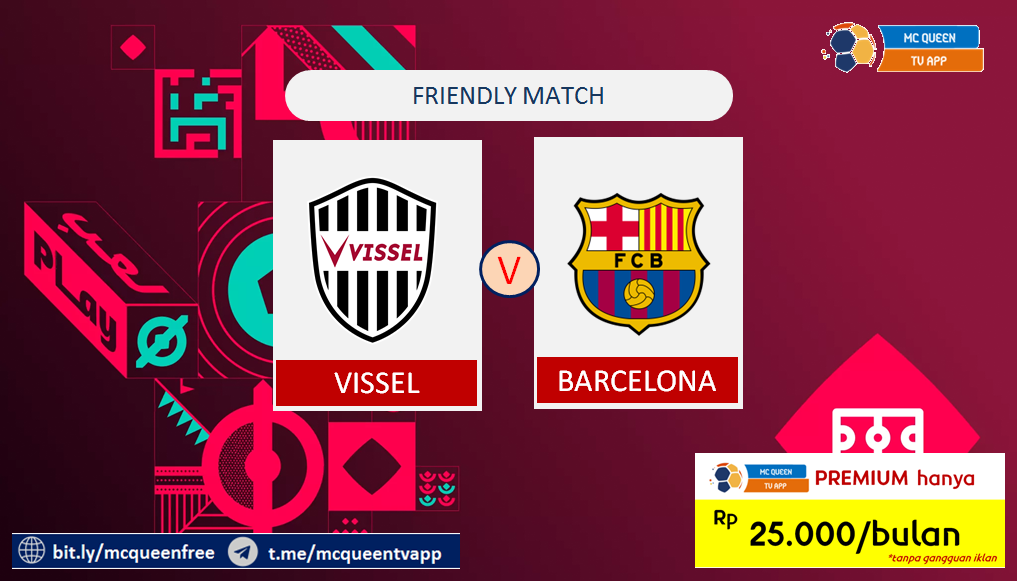 MC QUEEN
TV APP
FRIENDLY MATCH
VISSEL
V
FCB
VISSEL
BARCELONA
PLAY
MC QUEEN
TV APP
PREMIUM hanya
Rp 25.000/bulan
*tanpa gangguan iklan
bit.ly/mcqueenfree
t.me/mcqueentvapp